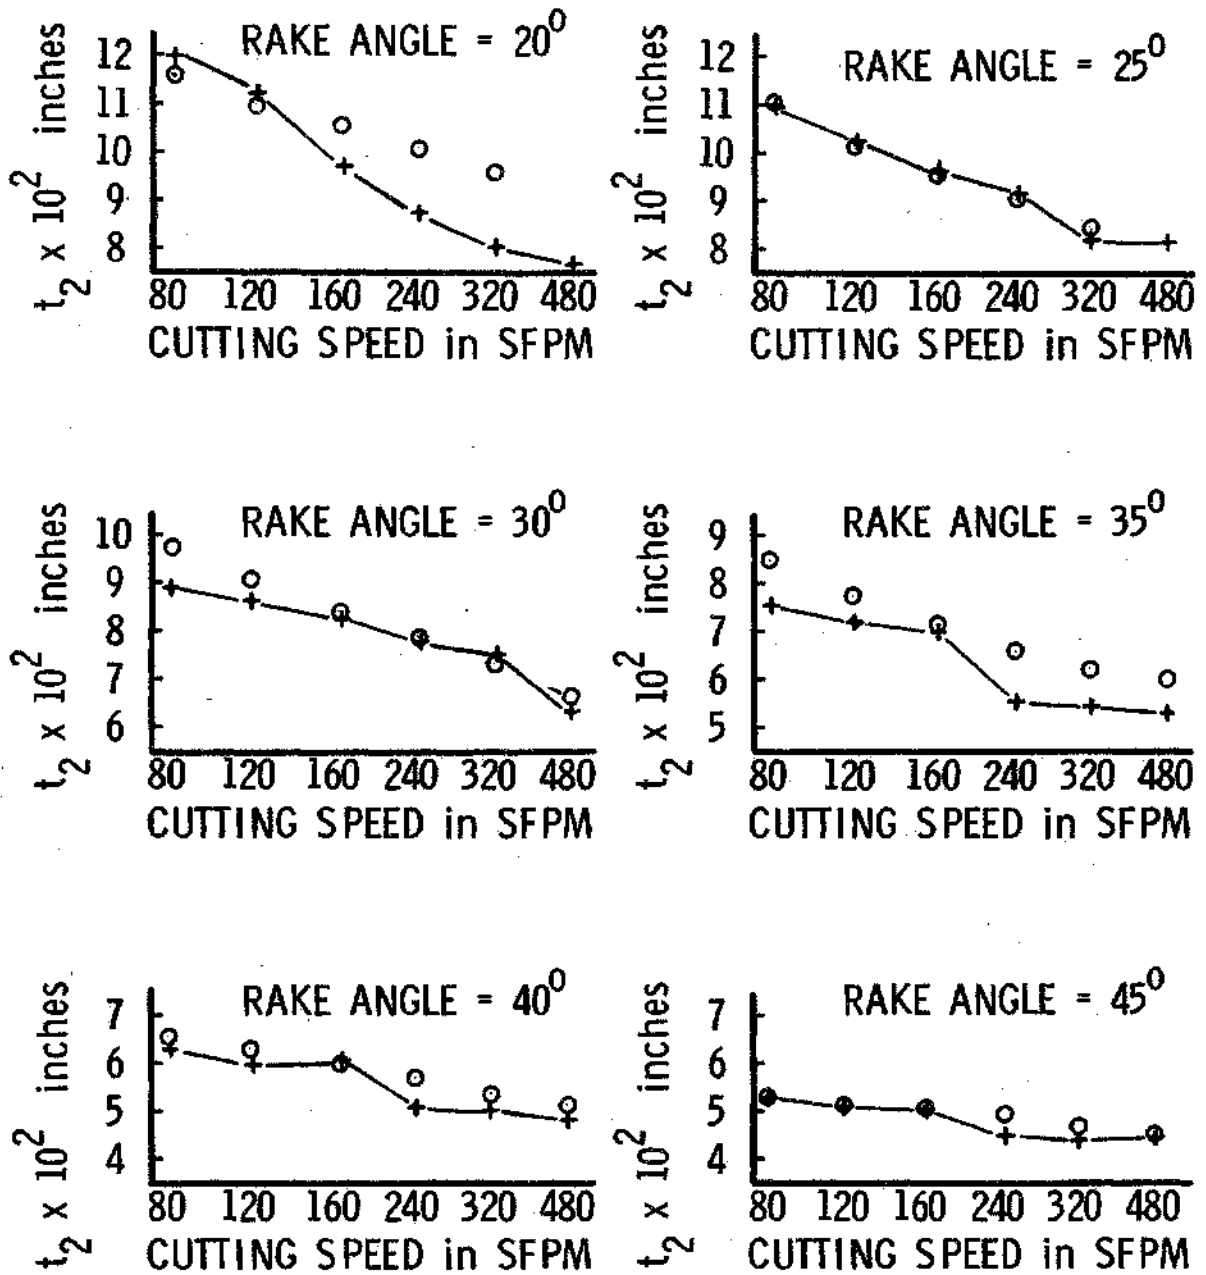 RAKE ANGLE = 20⁰
t₂ x 10² inches
12
11
10
9
8
80 120 160 240 320 480
CUTTING SPEED in SFPM
RAKE ANGLE = 25⁰
t₂ x 10² inches
12
11
10
9
8
80 120 160 240 320 480
CUTTING SPEED in SFPM
RAKE ANGLE = 30⁰
t₂ x 10² inches
10
9
8
7
6
80 120 160 240 320 480
CUTTING SPEED in SFPM
RAKE ANGLE = 35⁰
t₂ x 10² inches
9
8
7
6
5
80 120 160 240 320 480
CUTTING SPEED in SFPM
RAKE ANGLE = 40⁰
t₂ x 10² inches
7
6
5
4
80 120 160 240 320 480
CUTTING SPEED in SFPM
RAKE ANGLE = 45⁰
t₂ x 10² inches
7
6
5
4
80 120 160 240 320 480
CUTTING SPEED in SFPM